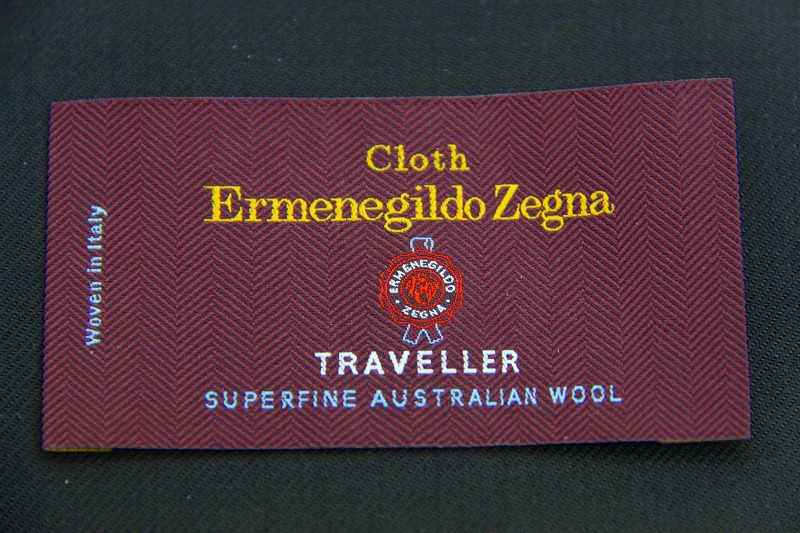 Cloth
Ermenegildo Zegna
ERMENEGILDO
ZEGNA
TRAVELLER
SUPERFINE AUSTRALIAN WOOL
Woven in Italy